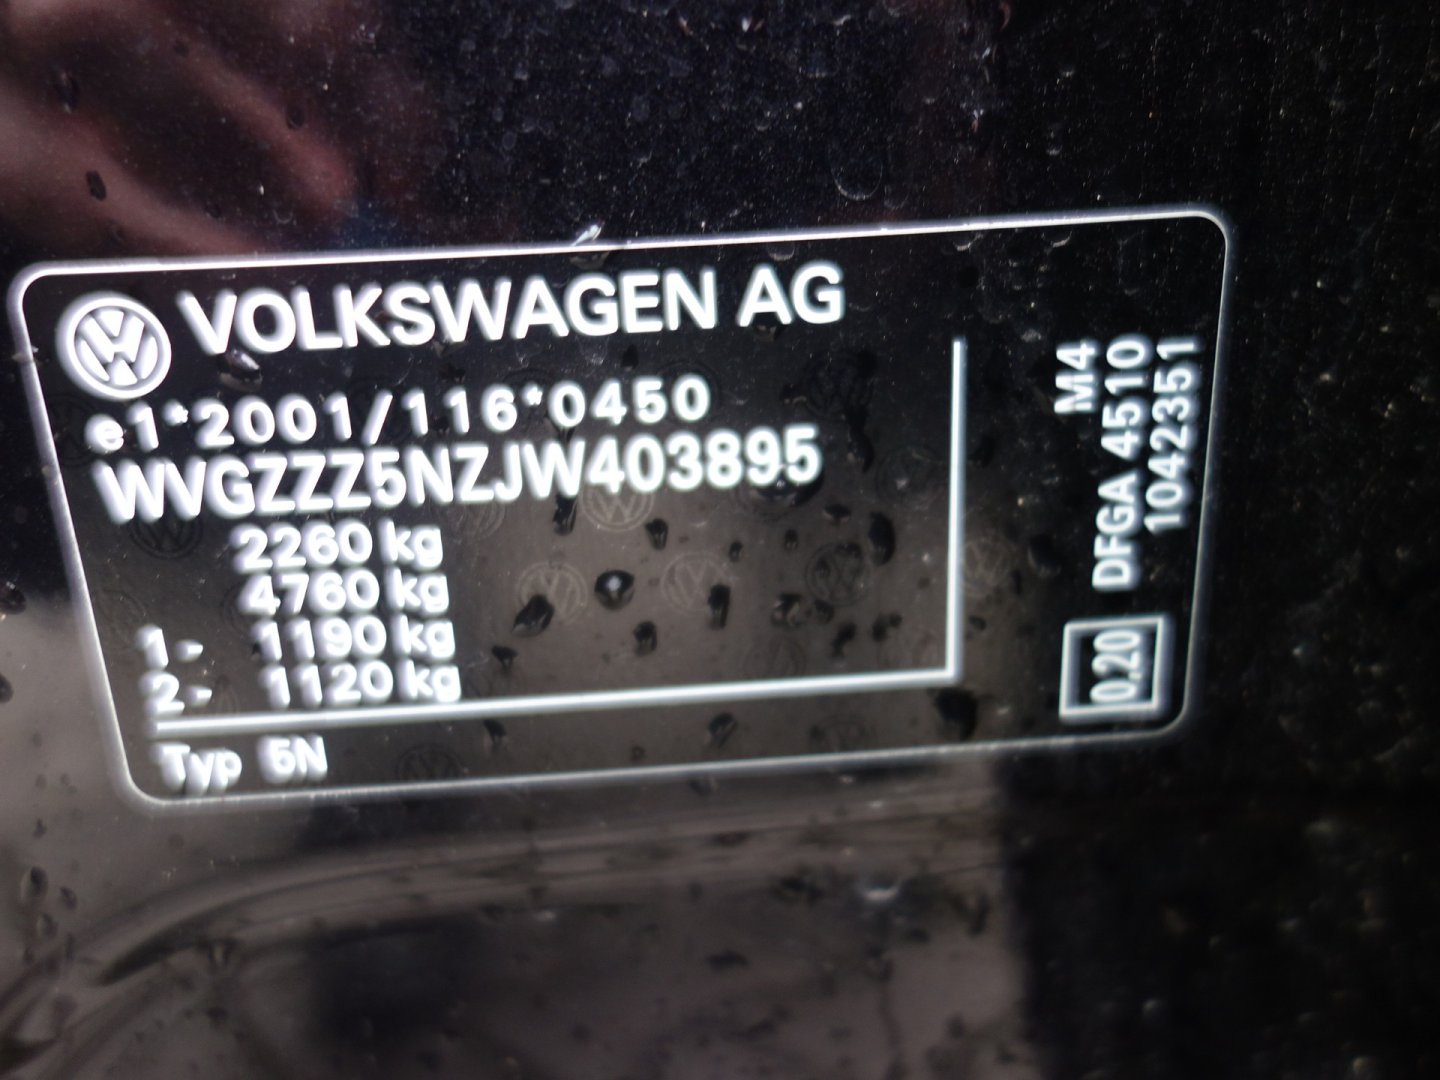 VOLKSWAGEN AG
e1*2001/116*0450
WVGZZZ5NZJW403895
2260 kg
4760 kg
1- 1190 kg
2- 1120 kg
Typ 5N
M4
DFGA 4510
1042351
0,20